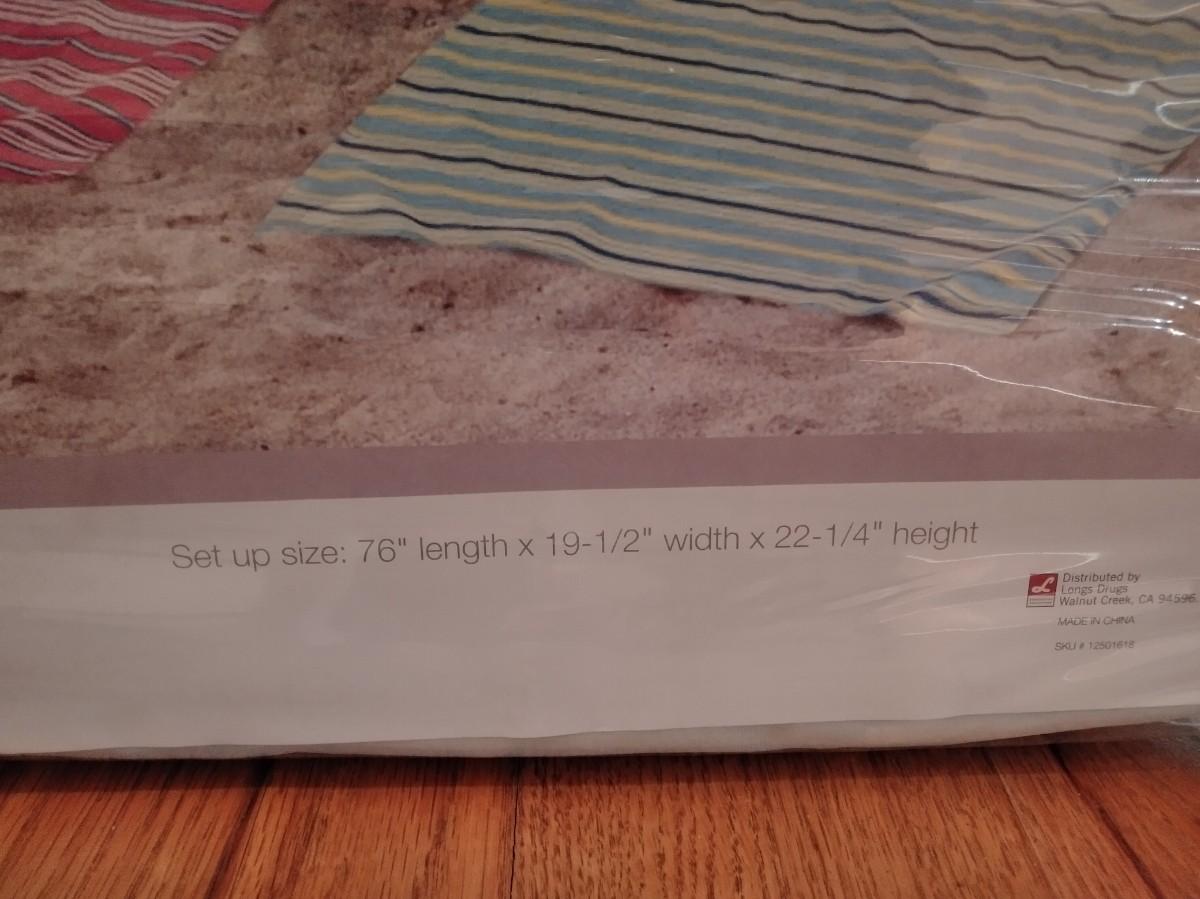 Set up size: 76" length x 19-1/2" width x 22-1/4" height
Distributed by
Longs Drugs
Walnut Creek, CA 94596.
MADE IN CHINA
SKU # 12501618